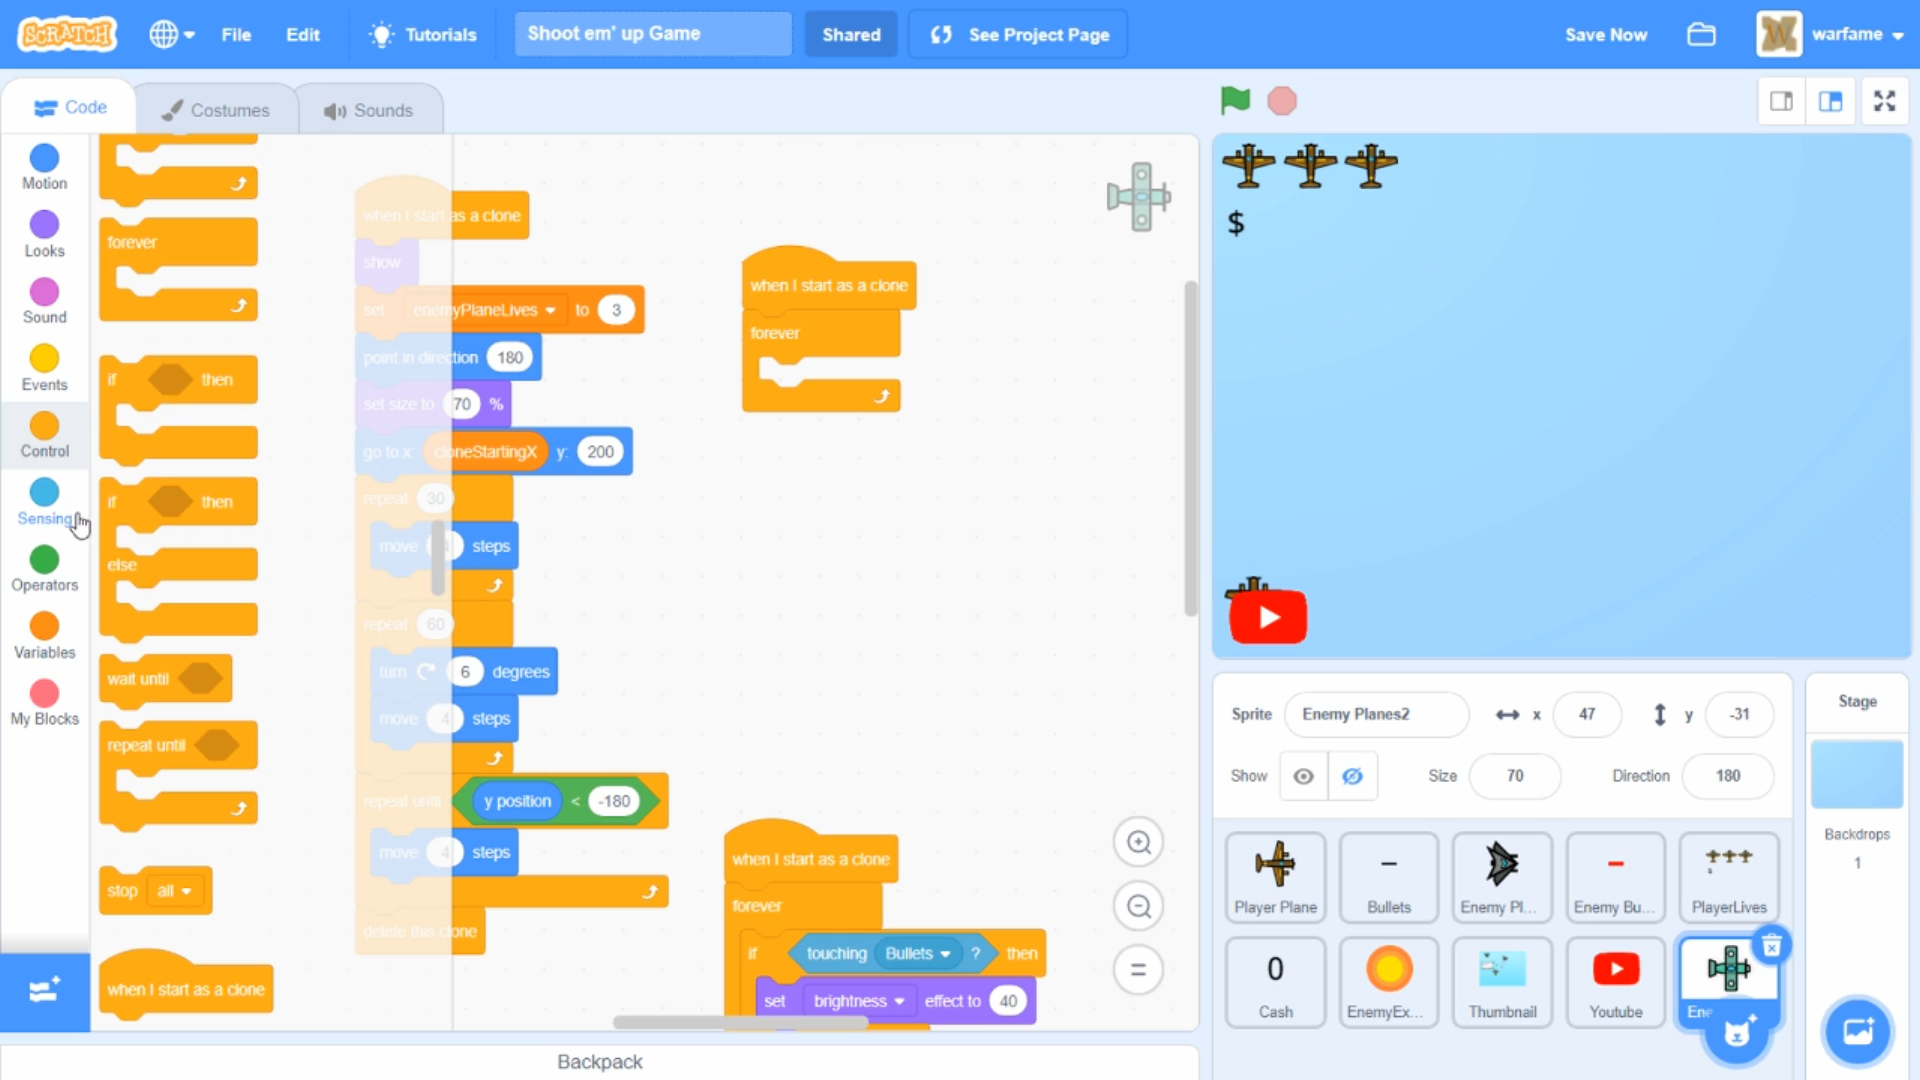 SCRATCH File Edit Tutorials Shoot em' up Game Shared See Project Page Save Now warfame
Code Costumes Sounds
Motion
Looks
Sound
Events
Control
Sensing
Operators
Variables
My Blocks
forever
if then
if then
else
wait until
repeat until
stop all
when I start as a clone
when I start as a clone
show
set enemyPlaneLives to 3
point in direction 180
set size to 70 %
go to x: cloneStartingX y: 200
repeat 30
move steps
repeat 60
turn 6 degrees
move 4 steps
repeat until y position < -180
move 4 steps
delete this clone
when I start as a clone
forever
when I start as a clone
forever
if touching Bullets ? then
set brightness effect to 40
Backpack
$
Sprite Enemy Planes2 x 47 y -31
Show Size 70 Direction 180
Player Plane Bullets Enemy Pl... Enemy Bu... PlayerLives
0
Cash EnemyEx... Thumbnail Youtube Ene
Stage
Backdrops
1